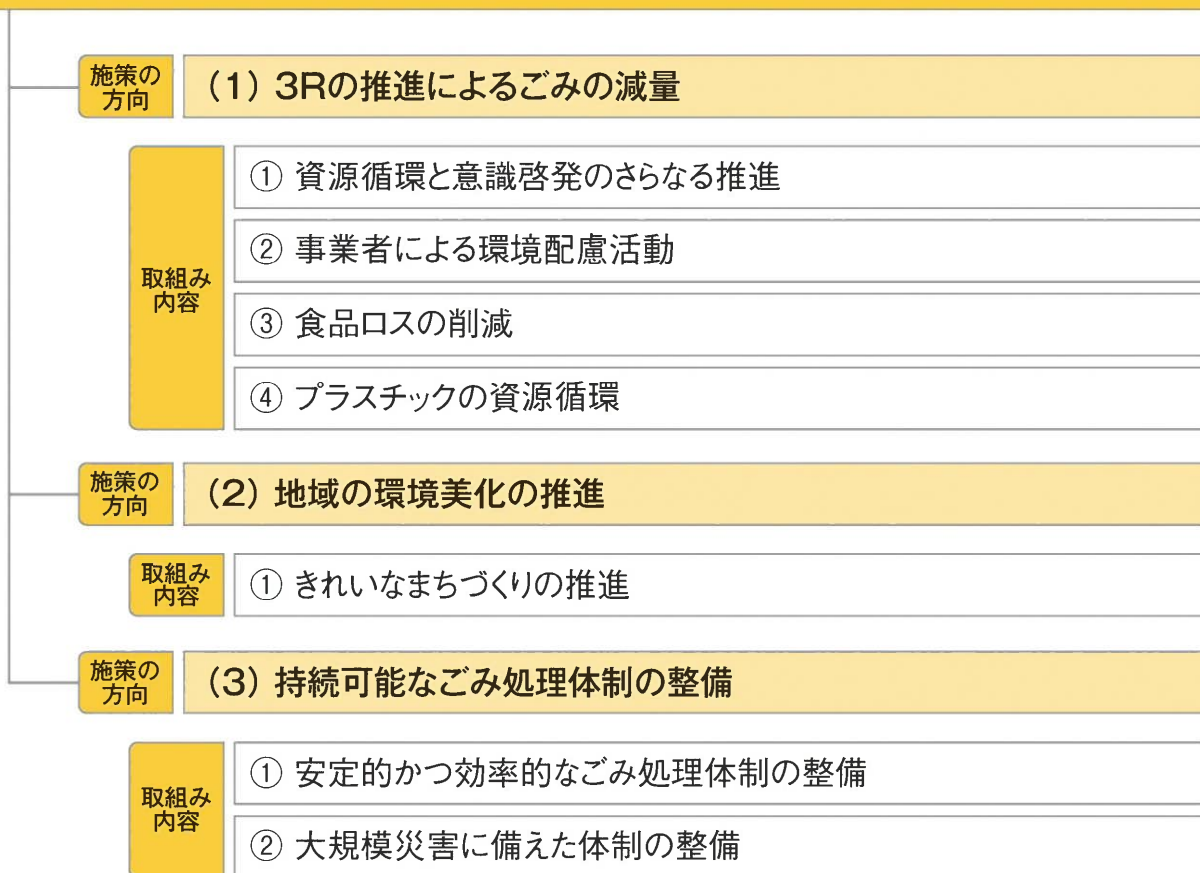 施策の
方向
(1) 3Rの推進によるごみの減量
取組み
内容
① 資源循環と意識啓発のさらなる推進
② 事業者による環境配慮活動
③ 食品ロスの削減
④ プラスチックの資源循環
施策の
方向
(2) 地域の環境美化の推進
取組み
内容
① きれいなまちづくりの推進
施策の
方向
(3) 持続可能なごみ処理体制の整備
取組み
内容
① 安定的かつ効率的なごみ処理体制の整備
② 大規模災害に備えた体制の整備